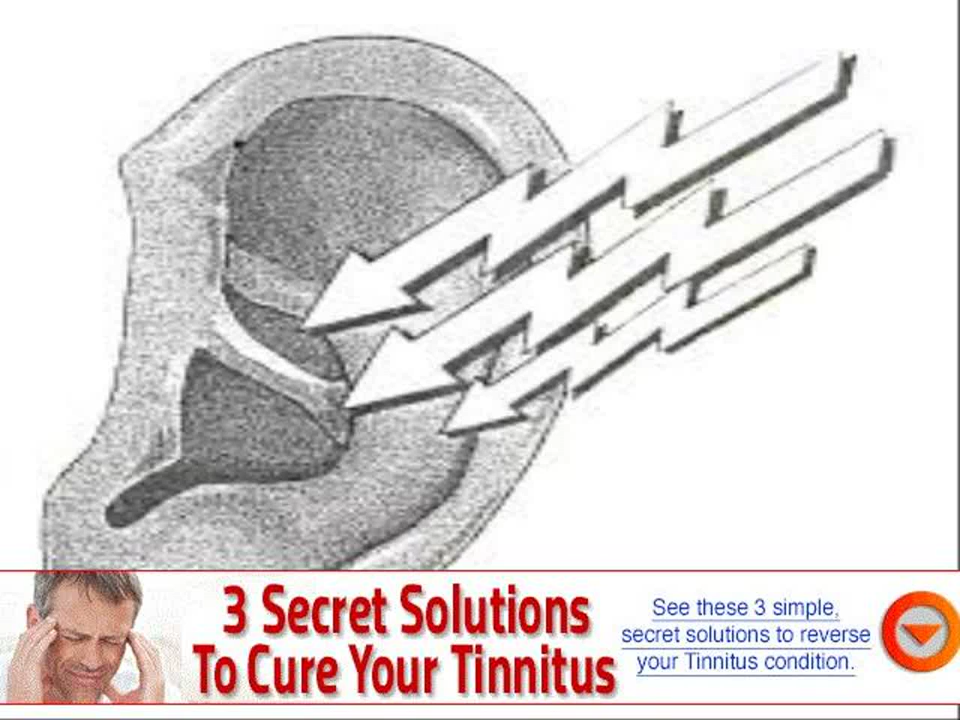 3 Secret Solutions
To Cure Your Tinnitus
See these 3 simple,
secret solutions to reverse
your Tinnitus condition.